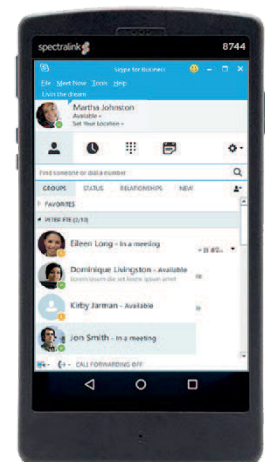 spectralink 8744
Skype for Business
File Meet Now Tools Help
Livin the dream
Martha Johnston
Available
Set Your Location
Find someone or dial a number
GROUPS STATUS RELATIONSHIPS NEW
FAVORITES
Eileen Long - In a meeting
Dominique Livingston - Available
Lorem ipsum
Kirby Jarman - Available
Jon Smith - In a meeting
CALL FORWARDING OFF